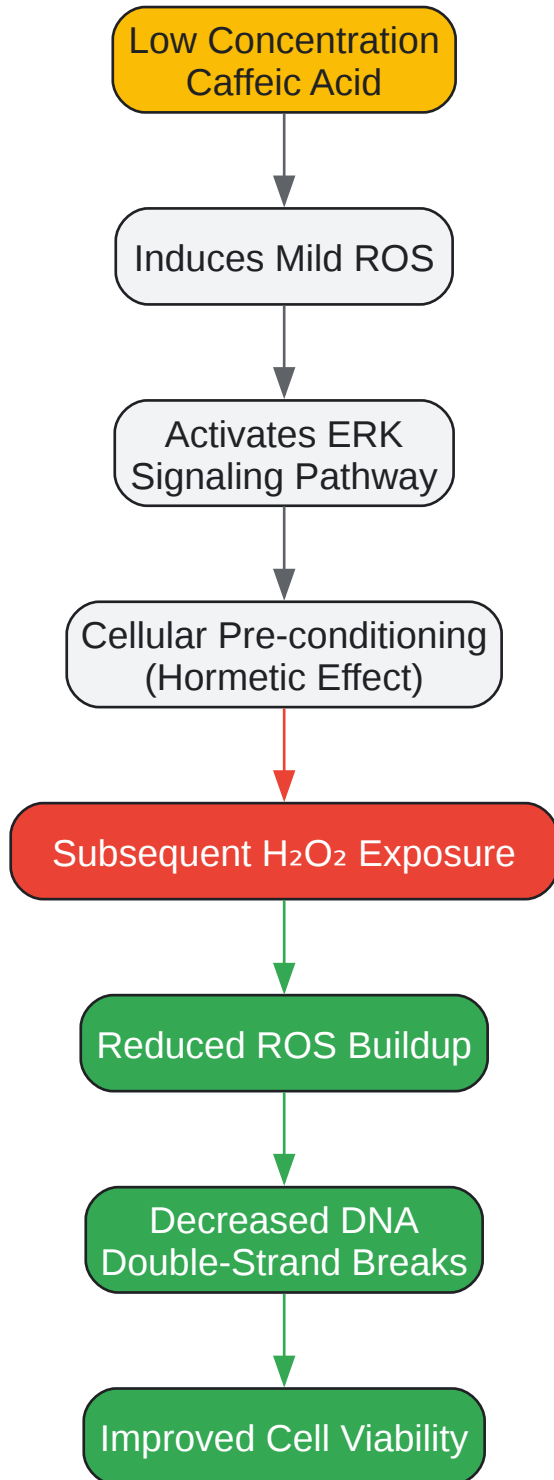 Low Concentration
Caffeic Acid
Induces Mild ROS
Activates ERK
Signaling Pathway
Cellular Pre-conditioning
(Hormetic Effect)
Subsequent H₂O₂ Exposure
Reduced ROS Buildup
Decreased DNA
Double-Strand Breaks
Improved Cell Viability